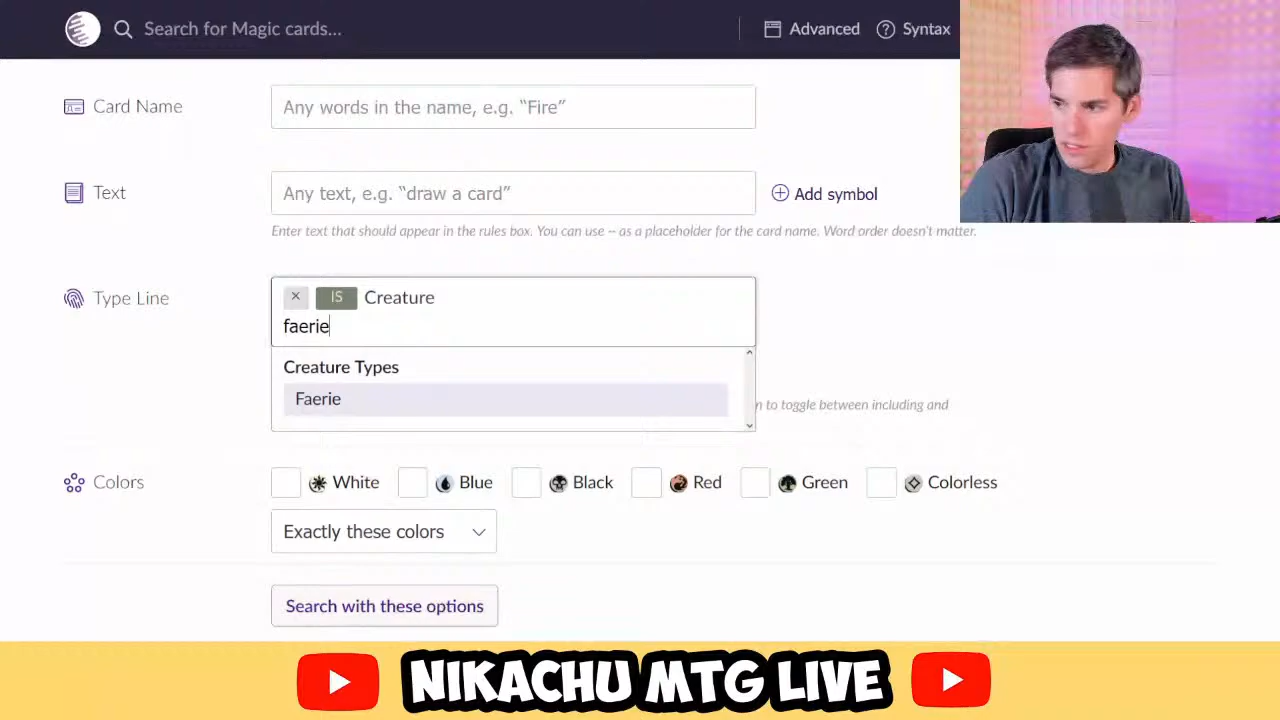 Search for Magic cards...
Advanced
Syntax
Card Name
Any words in the name, e.g. “Fire”
Text
Any text, e.g. “draw a card”
Add symbol
Enter text that should appear in the rules box. You can use ~ as a placeholder for the card name. Word order doesn't matter.
Type Line
× IS Creature
faerie
Creature Types
Faerie
to toggle between including and
Colors
White
Blue
Black
Red
Green
Colorless
Exactly these colors
Search with these options
NIKACHU MTG LIVE